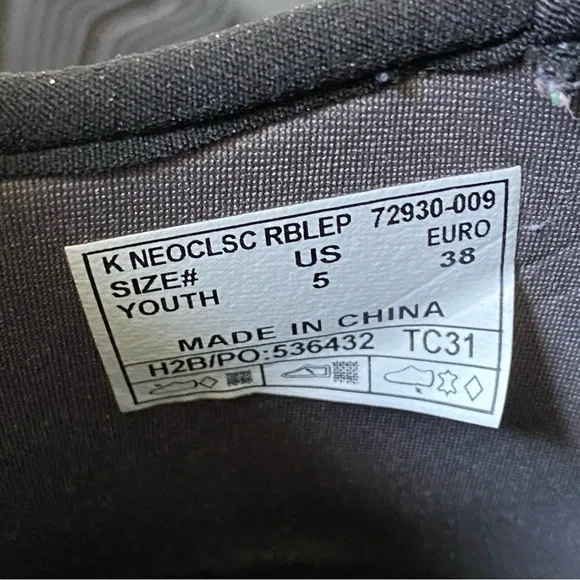 K NEOCLSC RBLEP 72930-009
SIZE# US EURO
YOUTH 5 38
MADE IN CHINA
H2B/PO:536432 TC31